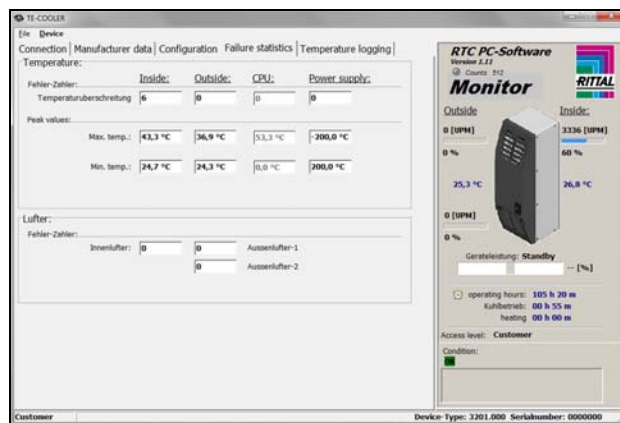 TE-COOLER
File Device
Connection Manufacturer data Configuration Failure statistics Temperature logging
Temperature:
Fehler-Zahler: Inside: Outside: CPU: Power supply:
Temperaturuberschreitung 6 0 0 0
Peak values:
Max. temp.: 43,3 °C 36,9 °C 53,3 °C -200,0 °C
Min. temp.: 24,7 °C 24,3 °C 0,0 °C 200,0 °C
Lufter:
Fehler-Zahler:
Innenlufter: 0 0 Aussenlufter-1
0 Aussenlufter-2
RTC PC-Software
Version 1.11
Counts 512
Monitor
RITTAL
Outside Inside:
0 [UPM] 3336 [UPM]
0 % 60 %
25,3 °C 26,8 °C
0 [UPM]
0 %
Gerateleistung: Standby
-- [%]
operating hours: 105 h 20 m
Kuhlbetrieb: 00 h 55 m
heating 00 h 00 m
Access level: Customer
Condition:
OK
Customer Device-Type: 3201.000 Serialnumber: 0000000